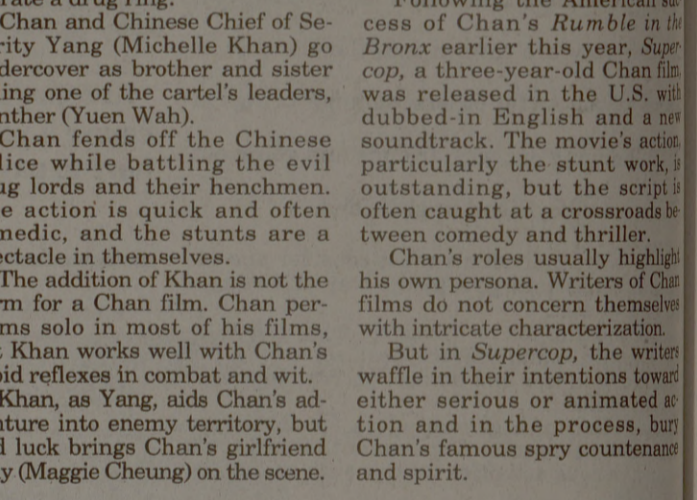 rate a drug ring.
Chan and Chinese Chief of Se-
rity Yang (Michelle Khan) go
dercover as brother and sister
ing one of the cartel's leaders,
nther (Yuen Wah).
Chan fends off the Chinese
lice while battling the evil
ug lords and their henchmen.
e action is quick and often
medic, and the stunts are a
ectacle in themselves.
The addition of Khan is not the
rm for a Chan film. Chan per-
ms solo in most of his films,
Khan works well with Chan's
oid reflexes in combat and wit.
Khan, as Yang, aids Chan's ad-
nture into enemy territory, but
d luck brings Chan's girlfriend
y (Maggie Cheung) on the scene.
Following the American suc-
cess of Chan's Rumble in the
Bronx earlier this year, Super-
cop, a three-year-old Chan film,
was released in the U.S. with
dubbed-in English and a new
soundtrack. The movie's action,
particularly the stunt work, is
outstanding, but the script is
often caught at a crossroads be-
tween comedy and thriller.
Chan's roles usually highlight
his own persona. Writers of Chan
films do not concern themselves
with intricate characterization.
But in Supercop, the writers
waffle in their intentions toward
either serious or animated ac-
tion and in the process, bury
Chan's famous spry countenance
and spirit.